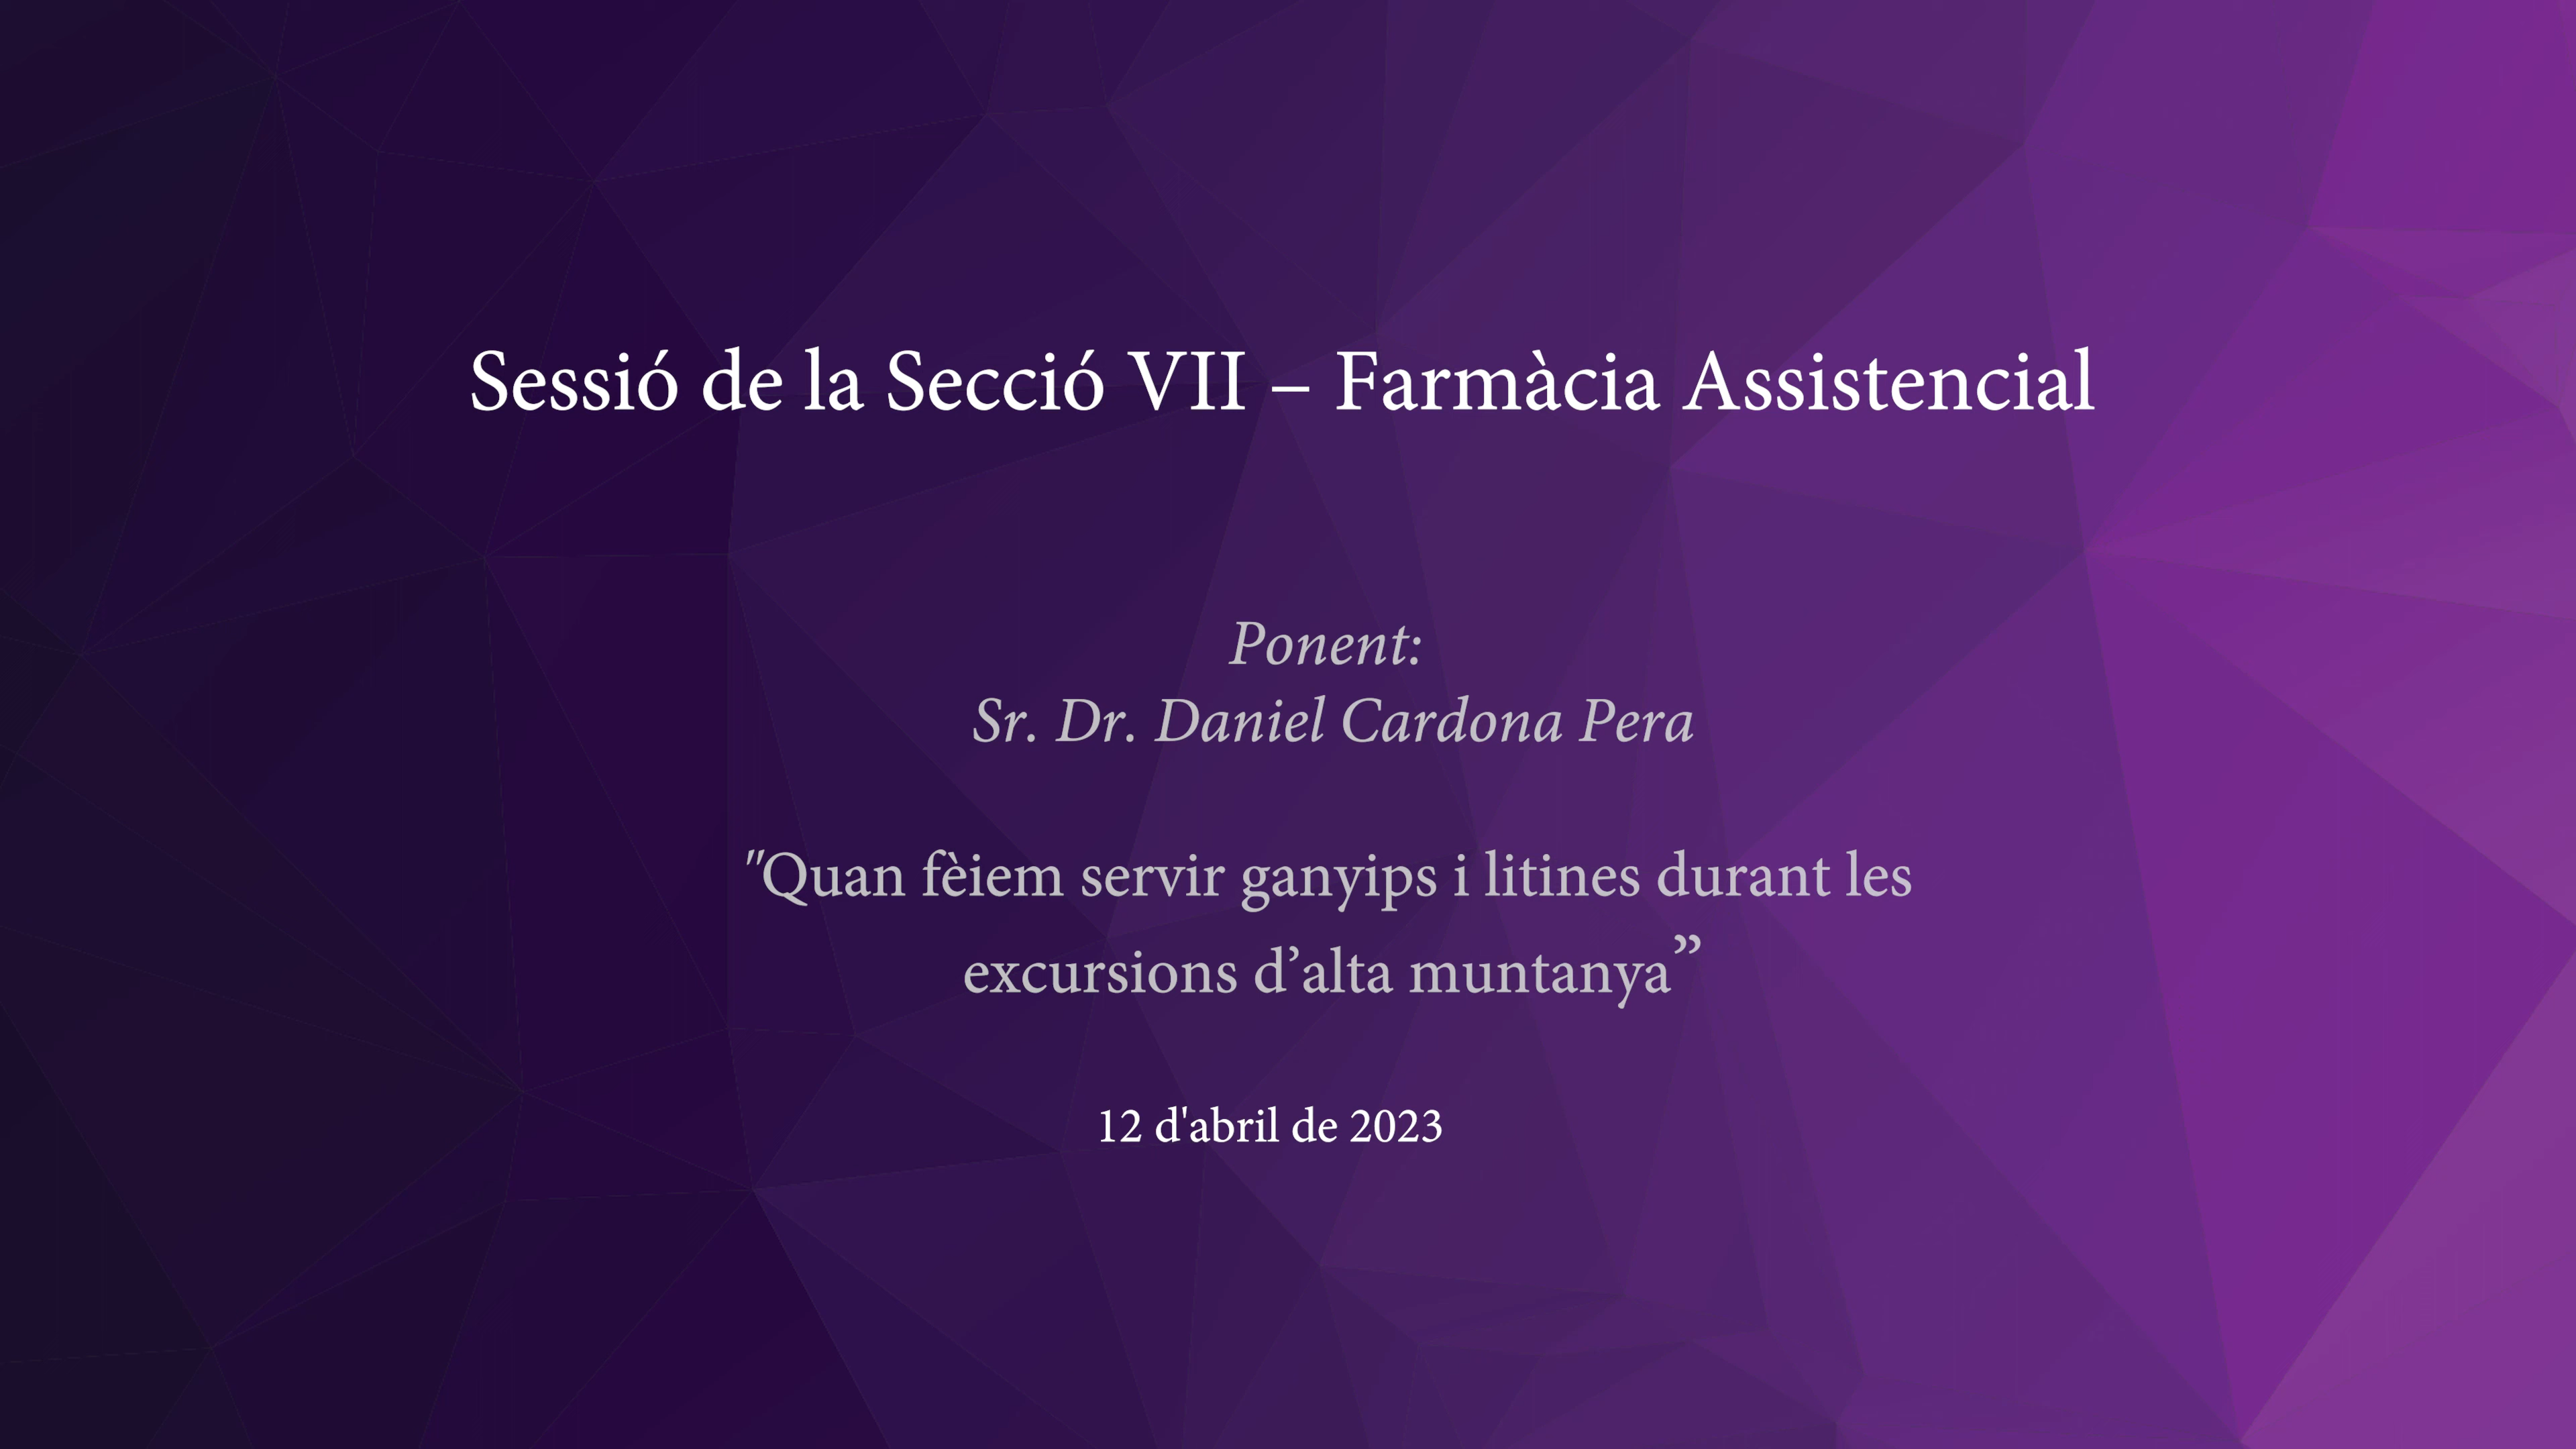 Sessió de la Secció VII – Farmàcia Assistencial
Ponent:
Sr. Dr. Daniel Cardona Pera
"Quan fèiem servir ganyips i litines durant les
excursions d’alta muntanya”
12 d'abril de 2023